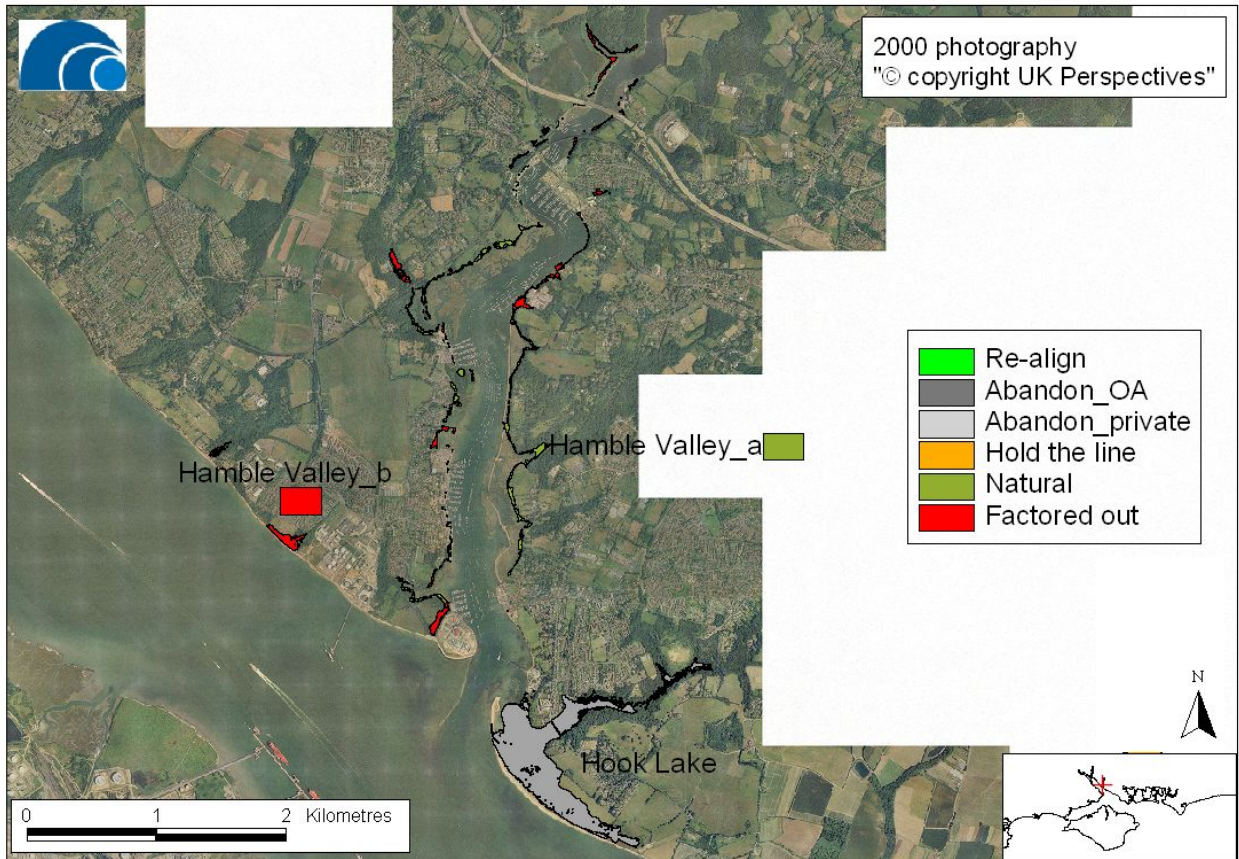 2000 photography
"© copyright UK Perspectives"
Re-align
Abandon_OA
Abandon_private
Hold the line
Natural
Factored out
Hamble Valley_a
Hamble Valley_b
Hook Lake
N
0 1 2 Kilometres